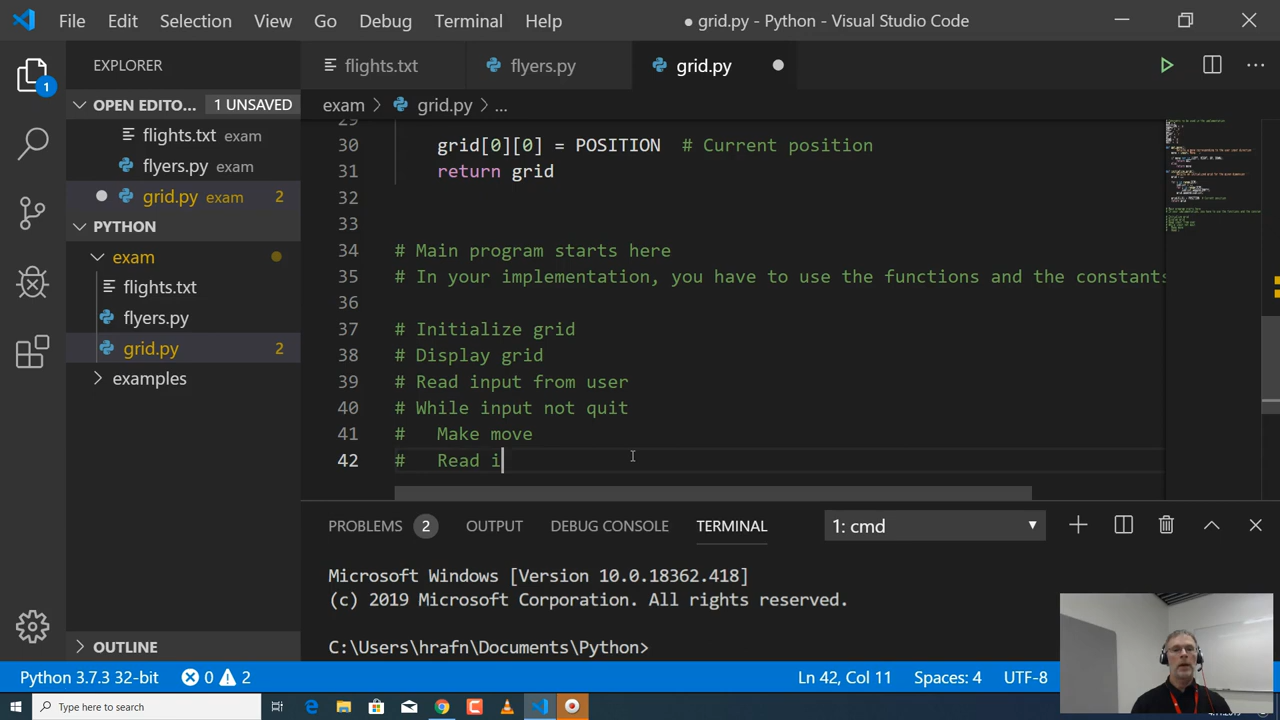 File Edit Selection View Go Debug Terminal Help ● grid.py - Python - Visual Studio Code
EXPLORER
flights.txt flyers.py grid.py
OPEN EDITO... 1 UNSAVED
exam > grid.py > ...
flights.txt exam
flyers.py exam
grid.py exam 2
PYTHON
exam
flights.txt
flyers.py
grid.py 2
examples
OUTLINE
29
30 grid[0][0] = POSITION # Current position
31 return grid
32
33
34 # Main program starts here
35 # In your implementation, you have to use the functions and the constants
36
37 # Initialize grid
38 # Display grid
39 # Read input from user
40 # While input not quit
41 # Make move
42 # Read i
PROBLEMS 2 OUTPUT DEBUG CONSOLE TERMINAL 1: cmd
Microsoft Windows [Version 10.0.18362.418]
(c) 2019 Microsoft Corporation. All rights reserved.
C:\Users\hrafn\Documents\Python>
Python 3.7.3 32-bit 0 2 Ln 42, Col 11 Spaces: 4 UTF-8
Type here to search